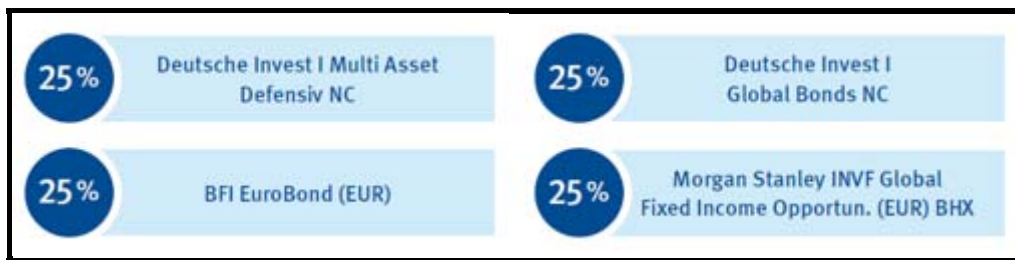 25%
Deutsche Invest I Multi Asset
Defensiv NC
25%
Deutsche Invest I
Global Bonds NC
25%
BFI EuroBond (EUR)
25%
Morgan Stanley INVF Global
Fixed Income Opportun. (EUR) BHX